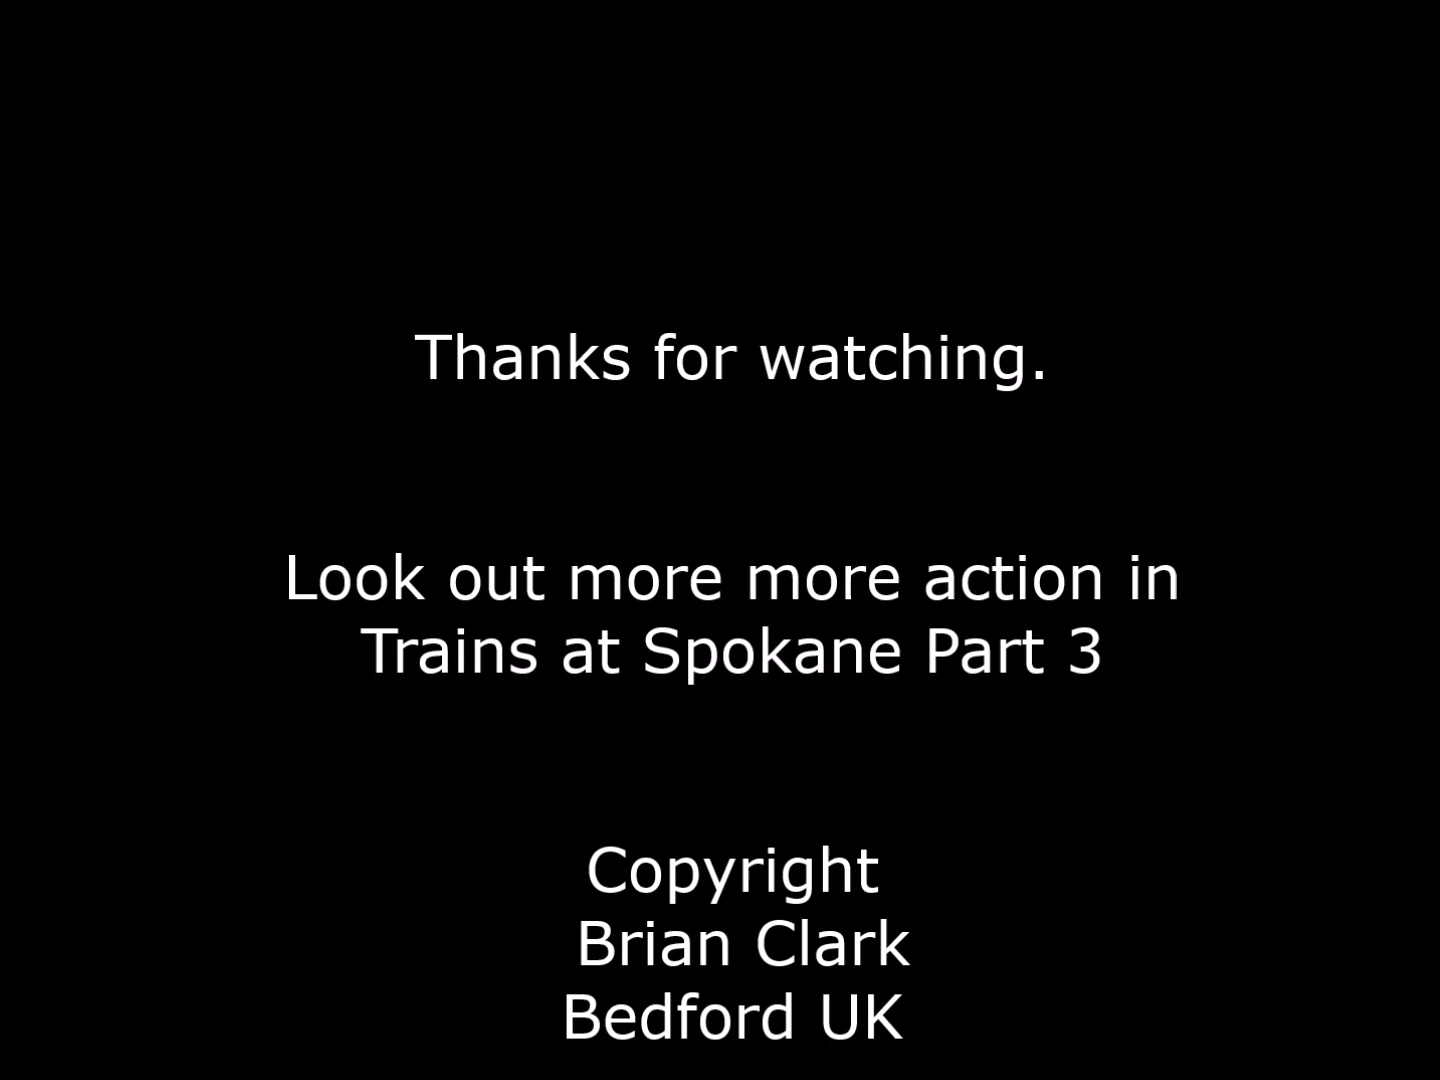 Thanks for watching.
Look out more more action in
Trains at Spokane Part 3
Copyright
Brian Clark
Bedford UK